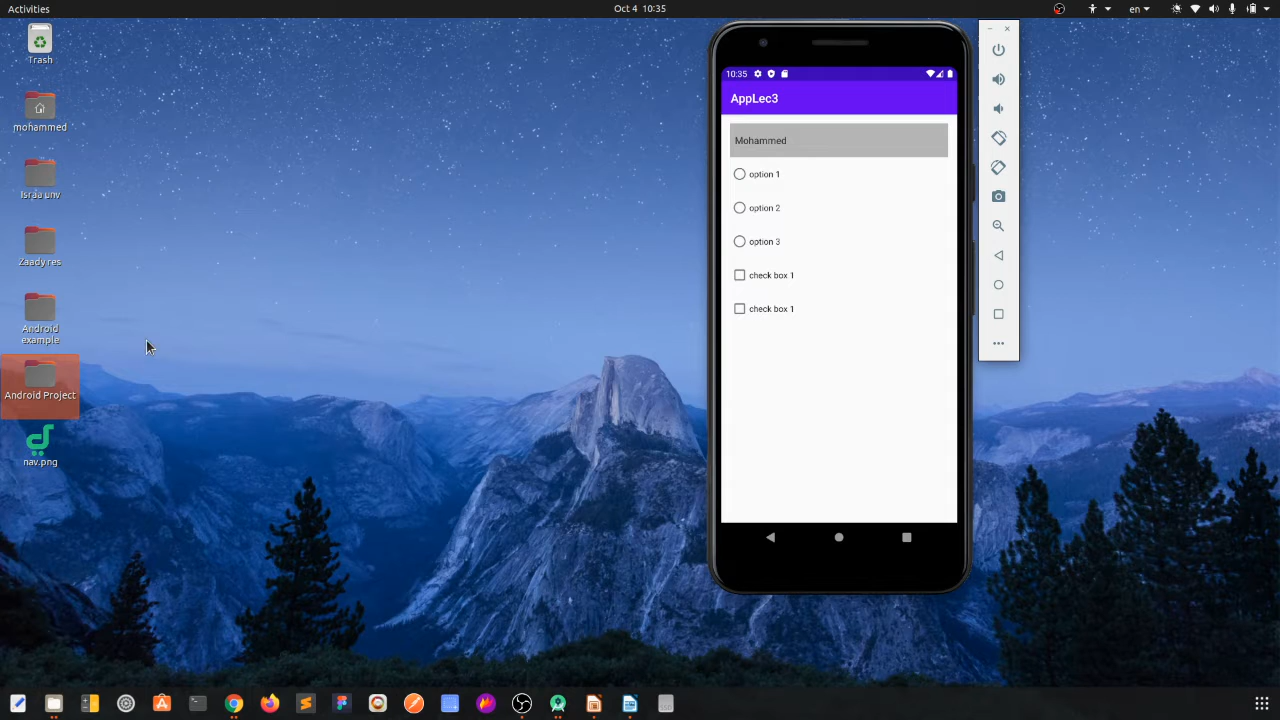 Activities
Oct 4 10:35
en
Trash
mohammed
Israa unv
Zaady res
Android
example
Android Project
nav.png
10:35
AppLec3
Mohammed
option 1
option 2
option 3
check box 1
check box 1